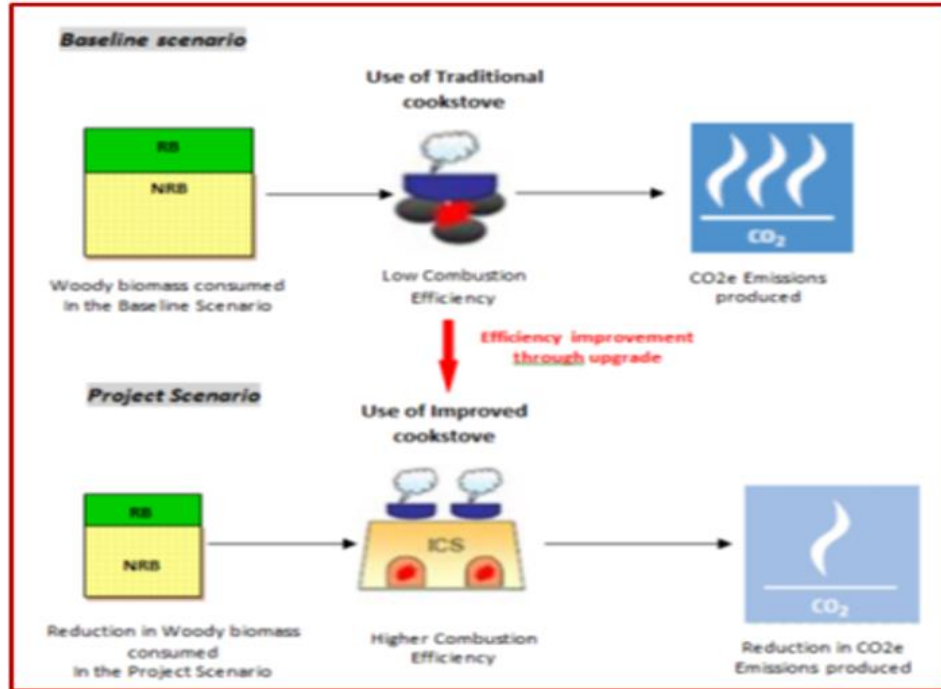 Baseline scenario
Use of Traditional
cookstove
RB
NRB
CO₂
Woody biomass consumed
In the Baseline Scenario
Low Combustion
Efficiency
CO2e Emissions
produced
Efficiency improvement
through upgrade
Project Scenario
Use of Improved
cookstove
RB
NRB
ICS
CO₂
Reduction in Woody biomass
consumed
In the Project Scenario
Higher Combustion
Efficiency
Reduction in CO2e
Emissions produced